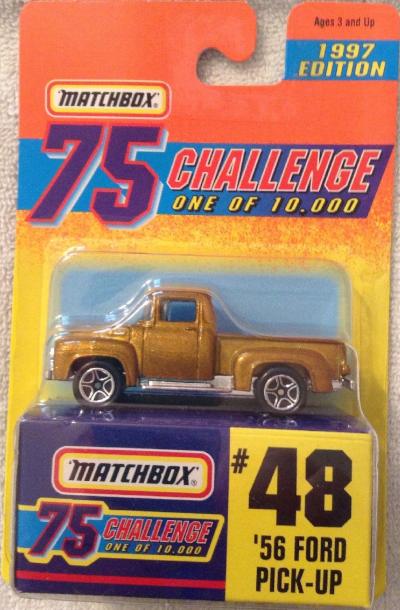 Ages 3 and Up
1997
EDITION
"MATCHBOX"®
75 CHALLENGE
ONE OF 10,000
"MATCHBOX"®
#48
75 CHALLENGE
ONE OF 10,000
'56 FORD
PICK-UP